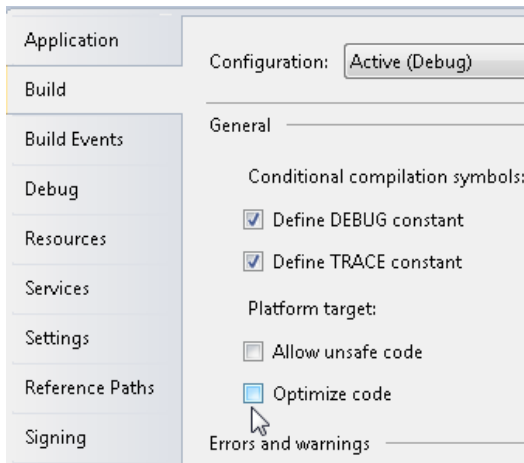 Application
Build
Build Events
Debug
Resources
Services
Settings
Reference Paths
Signing
Configuration: Active (Debug)
General
Conditional compilation symbols:
Define DEBUG constant
Define TRACE constant
Platform target:
Allow unsafe code
Optimize code
Errors and warnings